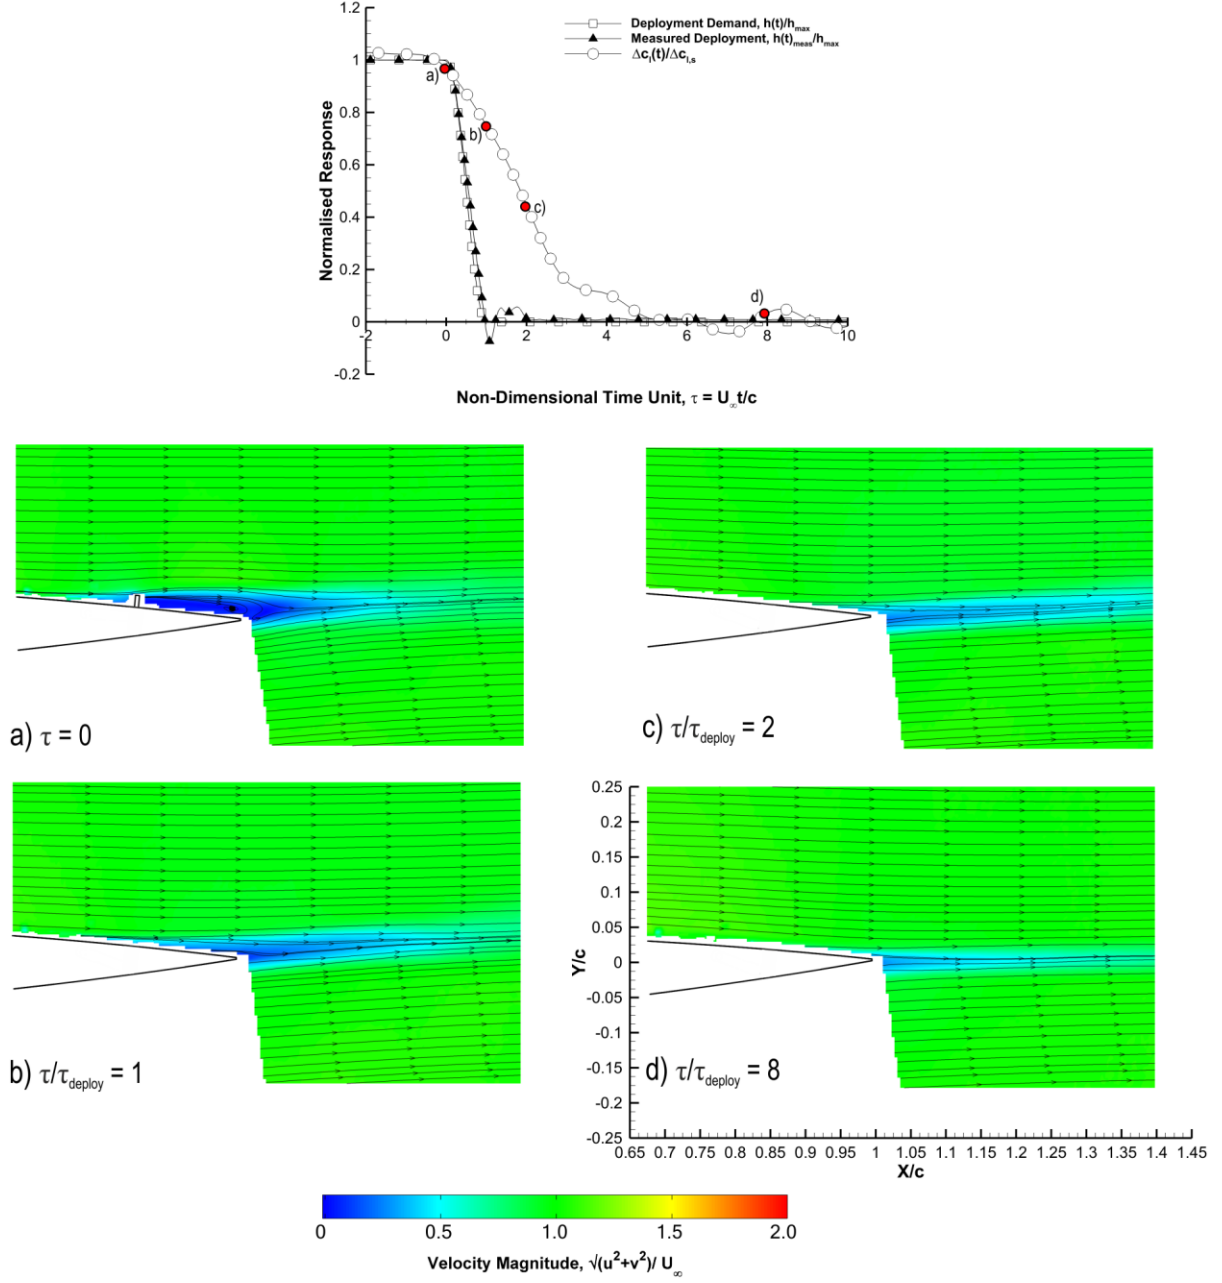 1.2
1
0.8
0.6
0.4
0.2
0
-0.2
-2
0
2
4
6
8
10
Normalised Response
Non-Dimensional Time Unit, τ = U∞t/c
Deployment Demand, h(t)/hmax
Measured Deployment, h(t)meas/hmax
Δcl(t)/Δcl,s
a)
b)
c)
d)
a) τ = 0
c) τ/τdeploy = 2
b) τ/τdeploy = 1
d) τ/τdeploy = 8
0.25
0.2
0.15
0.1
0.05
0
-0.05
-0.1
-0.15
-0.2
-0.25
Y/c
0.65 0.7 0.75 0.8 0.85 0.9 0.95 1 1.05 1.1 1.15 1.2 1.25 1.3 1.35 1.4 1.45
X/c
0 0.5 1.0 1.5 2.0
Velocity Magnitude, √(u²+v²)/ U∞